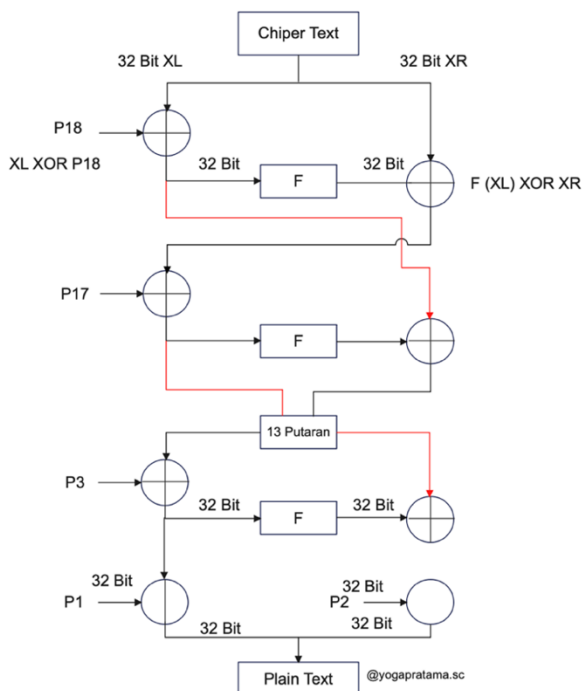 Chiper Text
32 Bit XL
32 Bit XR
P18
XL XOR P18
32 Bit
F
32 Bit
F (XL) XOR XR
P17
F
13 Putaran
P3
32 Bit
F
32 Bit
32 Bit
P1
32 Bit
P2
32 Bit
32 Bit
Plain Text
@yogapratama.sc